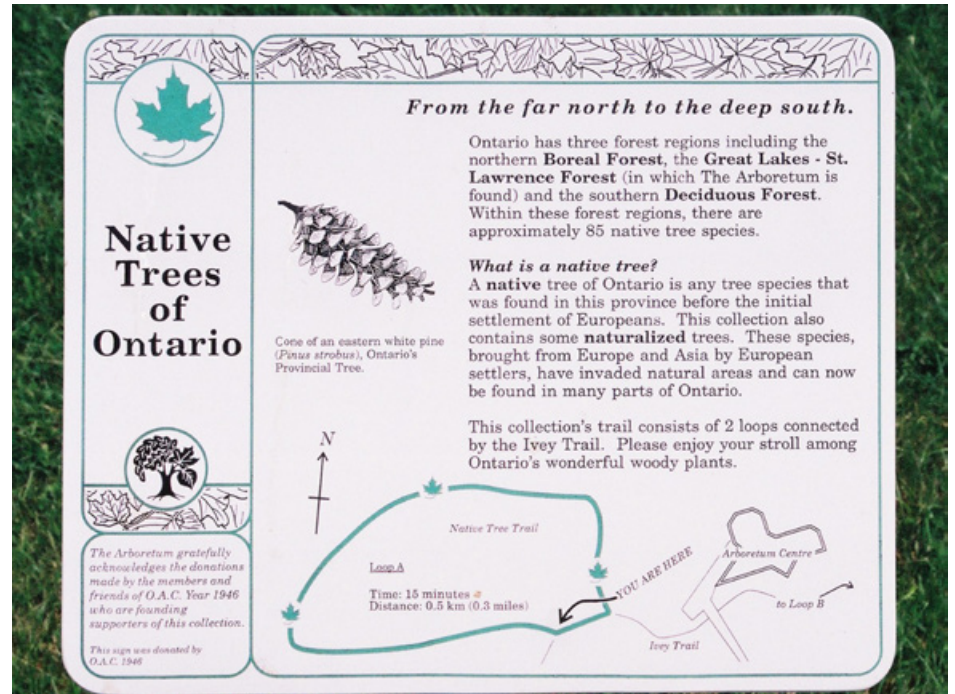 From the far north to the deep south.
Native
Trees
of
Ontario
Ontario has three forest regions including the
northern Boreal Forest, the Great Lakes - St.
Lawrence Forest (in which The Arboretum is
found) and the southern Deciduous Forest.
Within these forest regions, there are
approximately 85 native tree species.
What is a native tree?
A native tree of Ontario is any tree species that
was found in this province before the initial
settlement of Europeans. This collection also
contains some naturalized trees. These species,
brought from Europe and Asia by European
settlers, have invaded natural areas and can now
be found in many parts of Ontario.
This collection's trail consists of 2 loops connected
by the Ivey Trail. Please enjoy your stroll among
Ontario's wonderful woody plants.
Cone of an eastern white pine
(Pinus strobus), Ontario's
Provincial Tree.
N
Native Tree Trail
Loop A
Time: 15 minutes
Distance: 0.5 km (0.3 miles)
YOU ARE HERE
Arboretum Centre
to Loop B
Ivey Trail
The Arboretum gratefully
acknowledges the donations
made by the members and
friends of O.A.C. Year 1946
who are founding
supporters of this collection.
This sign was donated by
O.A.C. 1946